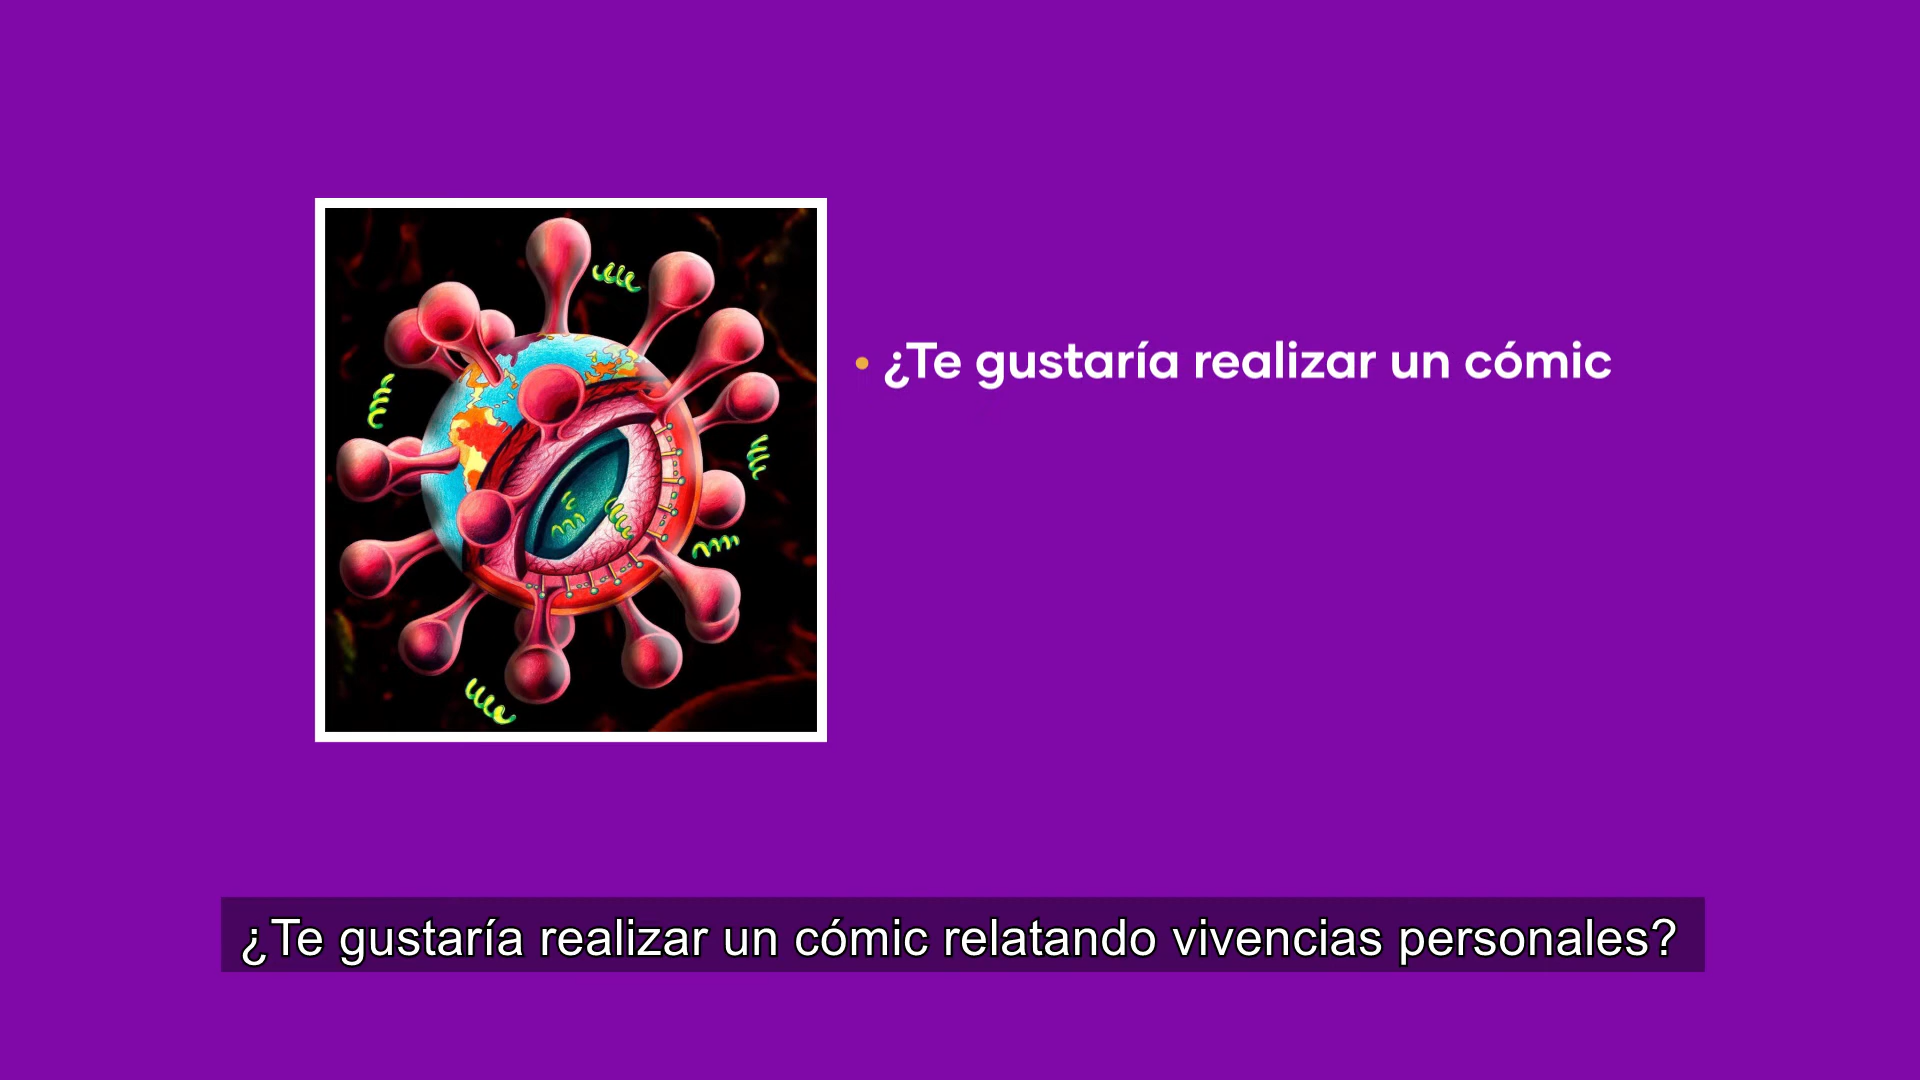 • ¿Te gustaría realizar un cómic
¿Te gustaría realizar un cómic relatando vivencias personales?